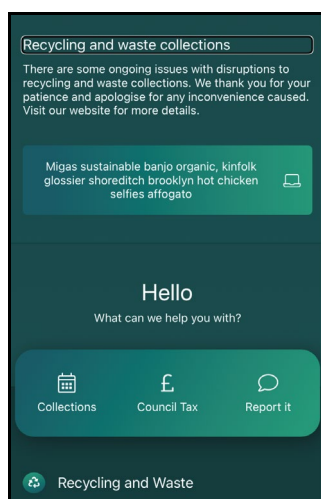 Recycling and waste collections
There are some ongoing issues with disruptions to
recycling and waste collections. We thank you for your
patience and apologise for any inconvenience caused.
Visit our website for more details.
Migas sustainable banjo organic, kinfolk
glossier shoreditch brooklyn hot chicken
selfies affogato
Hello
What can we help you with?
Collections
Council Tax
Report it
Recycling and Waste